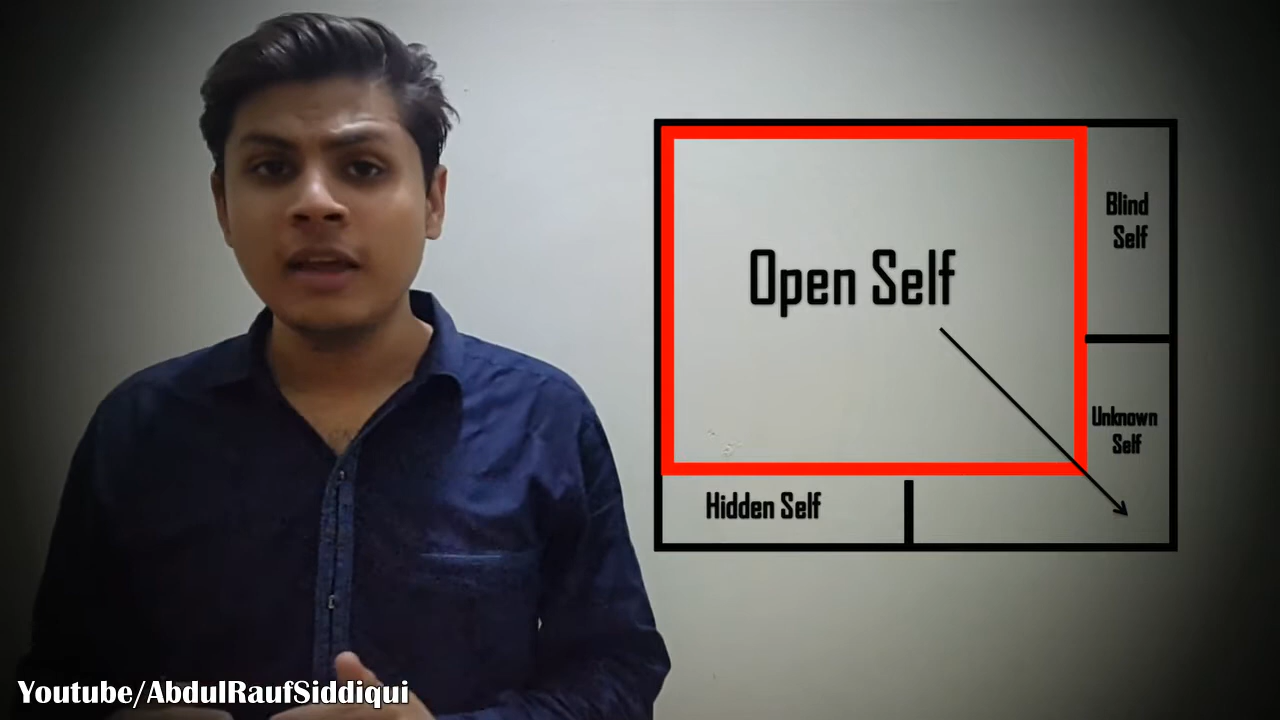 Open Self
Blind
Self
Unknown
Self
Hidden Self
Youtube/AbdulRaufSiddiqui